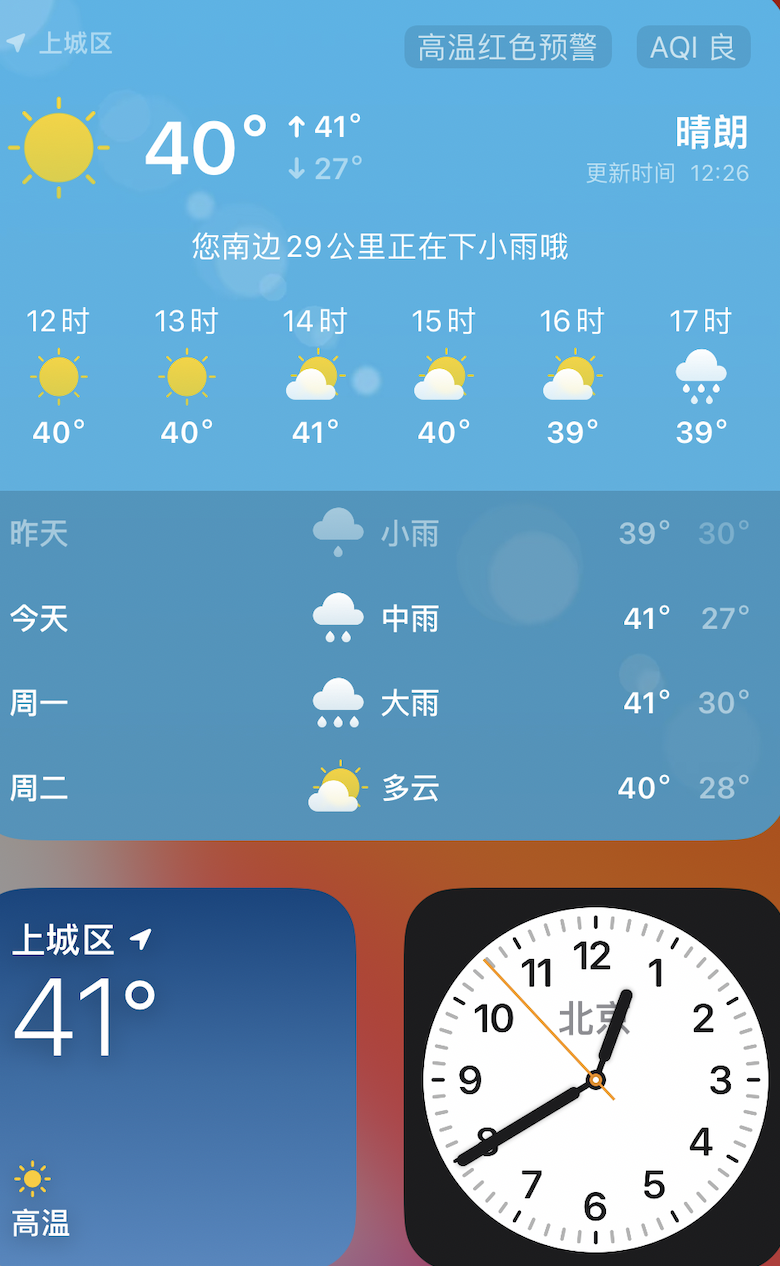 上城区 高温红色预警 AQI 良
40° ↑41° 晴朗
↓27° 更新时间 12:26
您南边29公里正在下小雨哦
12时 13时 14时 15时 16时 17时
40° 40° 41° 40° 39° 39°
昨天 小雨 39° 30°
今天 中雨 41° 27°
周一 大雨 41° 30°
周二 多云 40° 28°
上城区
41°
高温
北京
12
1
2
3
4
5
6
7
8
9
10
11